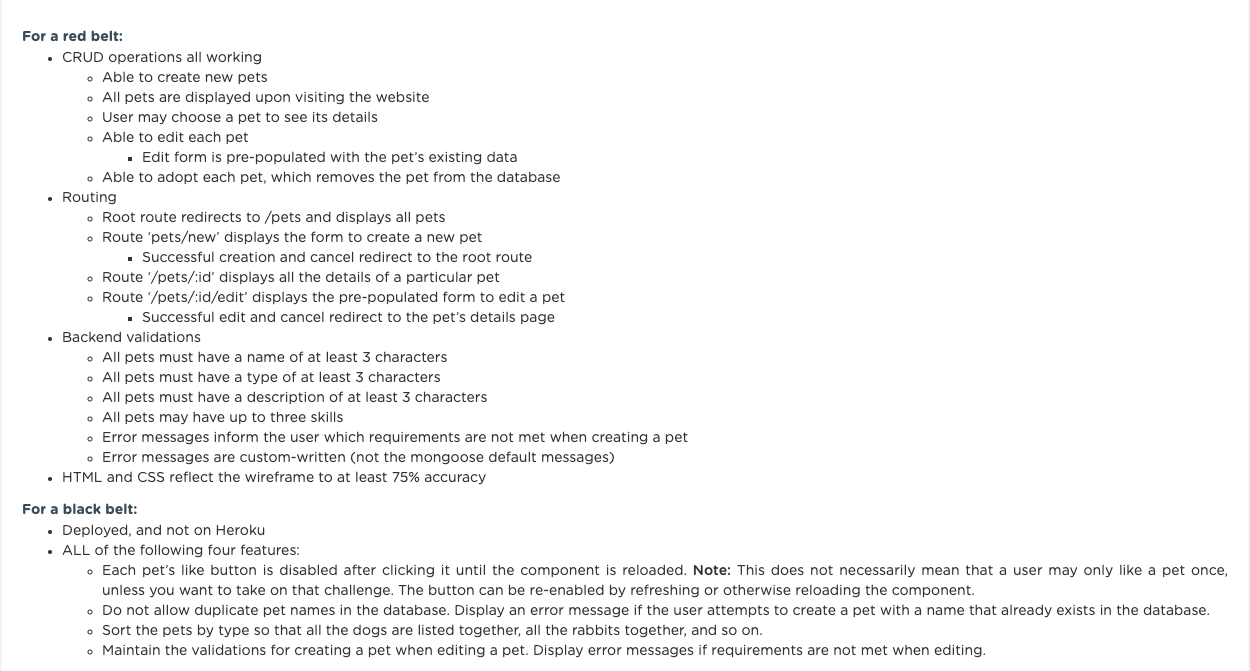 For a red belt:
• CRUD operations all working
◦ Able to create new pets
◦ All pets are displayed upon visiting the website
◦ User may choose a pet to see its details
◦ Able to edit each pet
▪ Edit form is pre-populated with the pet’s existing data
◦ Able to adopt each pet, which removes the pet from the database
• Routing
◦ Root route redirects to /pets and displays all pets
◦ Route ‘pets/new’ displays the form to create a new pet
▪ Successful creation and cancel redirect to the root route
◦ Route ‘/pets/:id’ displays all the details of a particular pet
◦ Route ‘/pets/:id/edit’ displays the pre-populated form to edit a pet
▪ Successful edit and cancel redirect to the pet’s details page
• Backend validations
◦ All pets must have a name of at least 3 characters
◦ All pets must have a type of at least 3 characters
◦ All pets must have a description of at least 3 characters
◦ All pets may have up to three skills
◦ Error messages inform the user which requirements are not met when creating a pet
◦ Error messages are custom-written (not the mongoose default messages)
• HTML and CSS reflect the wireframe to at least 75% accuracy
For a black belt:
• Deployed, and not on Heroku
• ALL of the following four features:
◦ Each pet’s like button is disabled after clicking it until the component is reloaded. Note: This does not necessarily mean that a user may only like a pet once,
unless you want to take on that challenge. The button can be re-enabled by refreshing or otherwise reloading the component.
◦ Do not allow duplicate pet names in the database. Display an error message if the user attempts to create a pet with a name that already exists in the database.
◦ Sort the pets by type so that all the dogs are listed together, all the rabbits together, and so on.
◦ Maintain the validations for creating a pet when editing a pet. Display error messages if requirements are not met when editing.